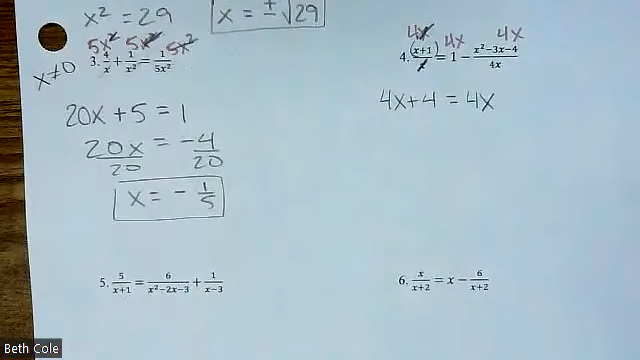 x² = 29
x = ± √29
5x² 5x² 5x²
x ≠ 0
3. 4/x + 1/x² = 1/5x²
20x + 5 = 1
20x/20 = -4/20
x = - 1/5
4x 4x 4x
4. (x+1)/x = 1 − x²−3x−4/4x
4x+4 = 4x
5. 5/x+1 = 6/x²−2x−3 + 1/x−3
6. x/x+2 = x − 6/x+2
Beth Cole